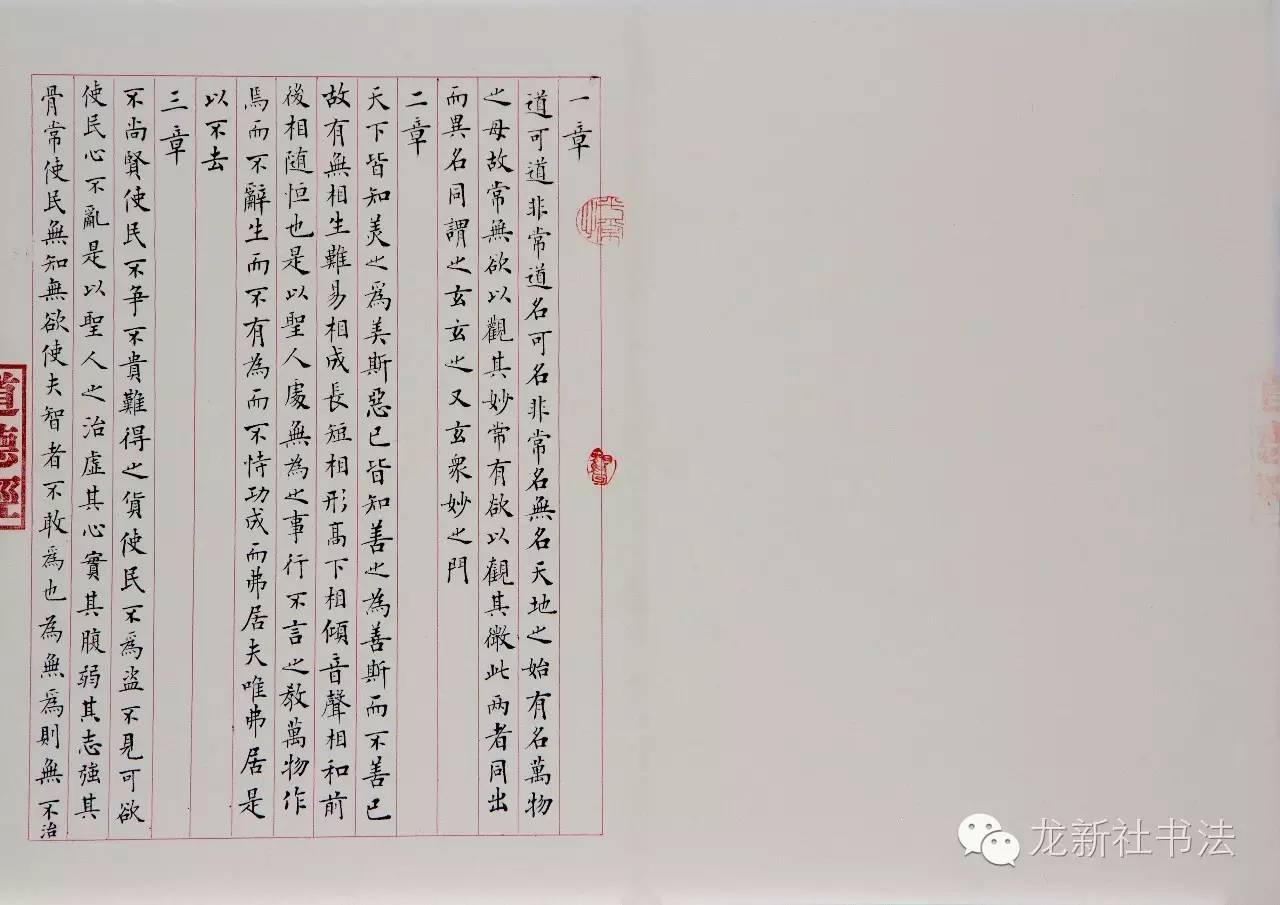 一章
道可道非常道名可名非常名無名天地之始有名萬物
之母故常無欲以觀其妙常有欲以觀其徼此两者同出
而異名同謂之玄玄之又玄衆妙之門
二章
天下皆知美之為美斯惡已皆知善之為善斯而不善已
故有無相生難易相成長短相形髙下相傾音聲相和前
後相随恒也是以聖人處無為之事行不言之教萬物作
焉而不辭生而不有為而不恃功成而弗居夫唯弗居是
以不去
三章
不尚賢使民不爭不貴難得之貨使民不爲盗不見可欲
使民心不亂是以聖人之治虛其心實其腹弱其志強其
骨常使民無知無欲使夫智者不敢爲也為無爲則無不治
道德經
龙新社书法